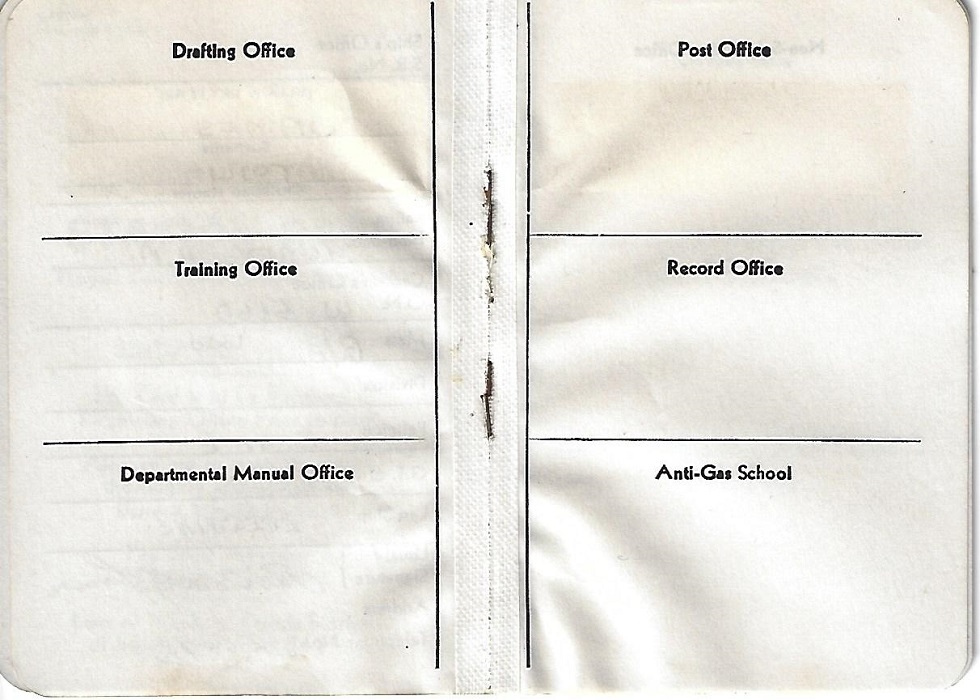 Drafting Office
Training Office
Departmental Manual Office
Post Office
Record Office
Anti-Gas School